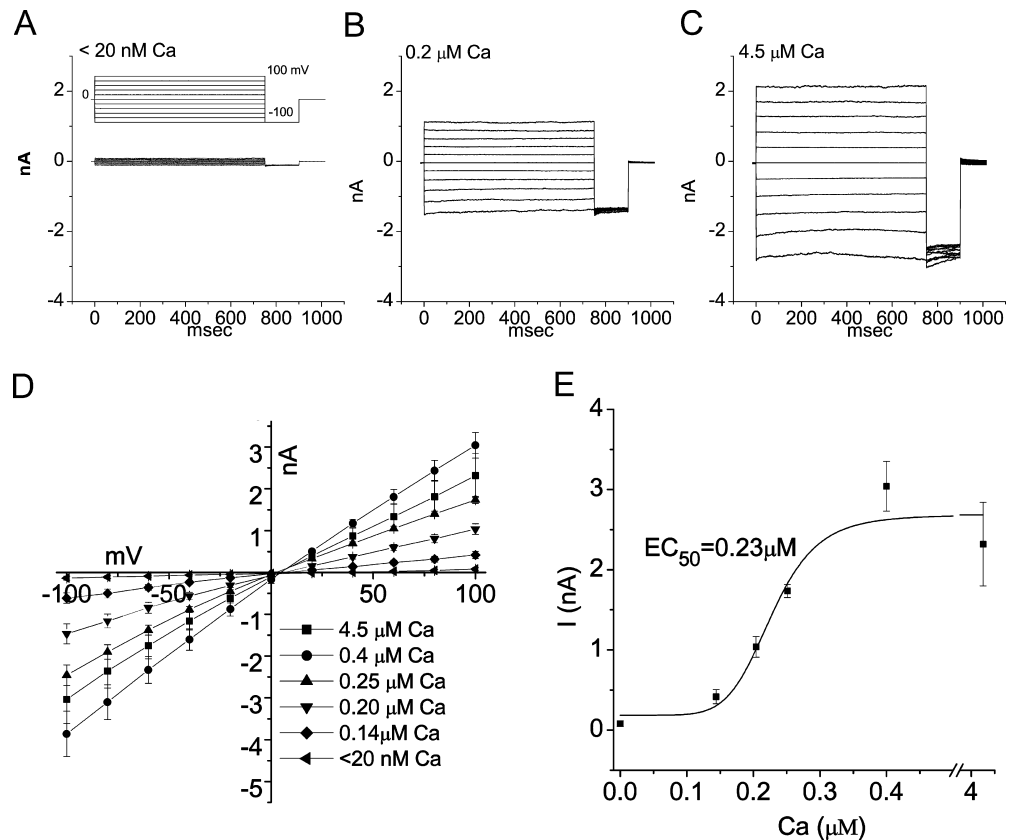 A
B
C
< 20 nM Ca
0.2 μM Ca
4.5 μM Ca
100 mV
0
-100
2
0
-2
-4
nA
0 200 400 600 800 1000
msec
2
0
-2
-4
nA
0 200 400 600 800 1000
msec
2
0
-2
-4
nA
0 200 400 600 800 1000
msec
D
3
2
1
-1
-2
-3
-4
-5
nA
mV
-100 -50 50 100
4.5 μM Ca
0.4 μM Ca
0.25 μM Ca
0.20 μM Ca
0.14μM Ca
<20 nM Ca
E
4
3
2
1
0
I (nA)
EC50=0.23μM
0.0 0.1 0.2 0.3 0.4 4
Ca (μM)